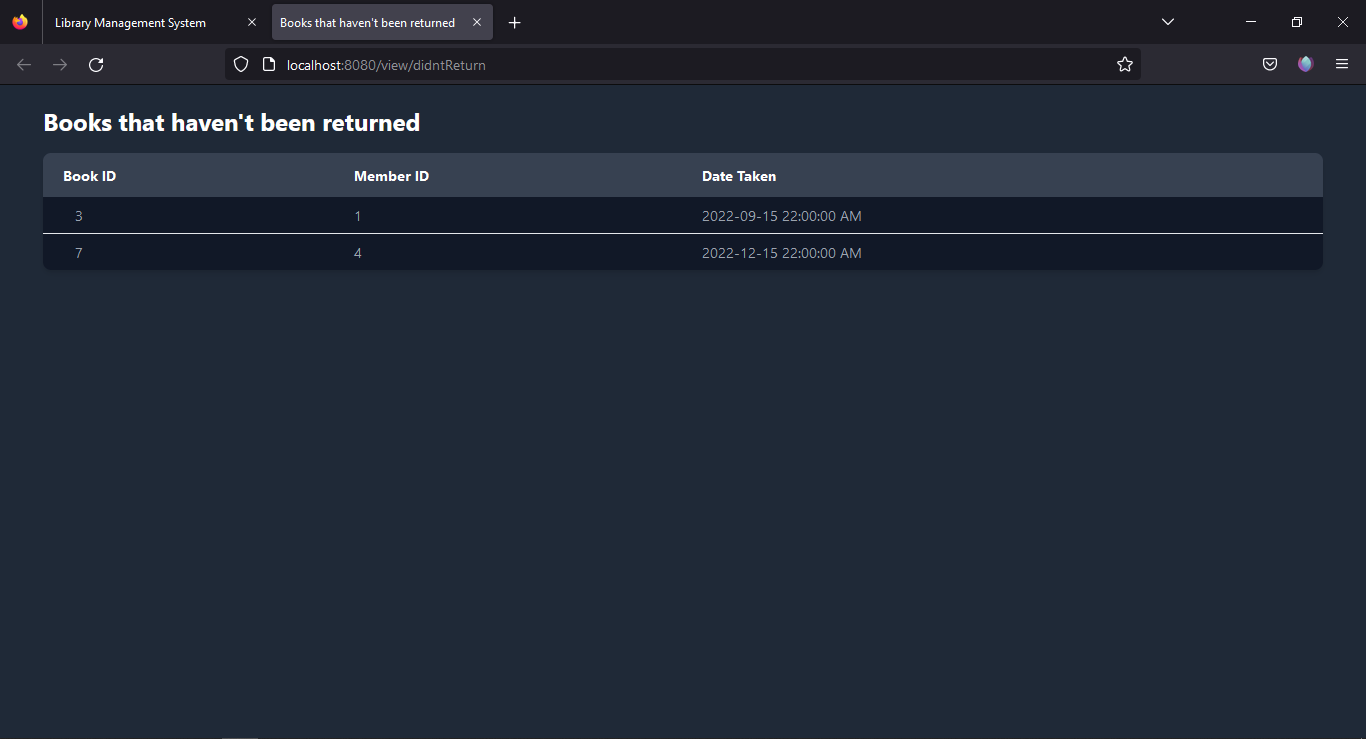 Library Management System
Books that haven't been returned
localhost:8080/view/didntReturn
Books that haven't been returned
Book ID Member ID Date Taken
3 1 2022-09-15 22:00:00 AM
7 4 2022-12-15 22:00:00 AM